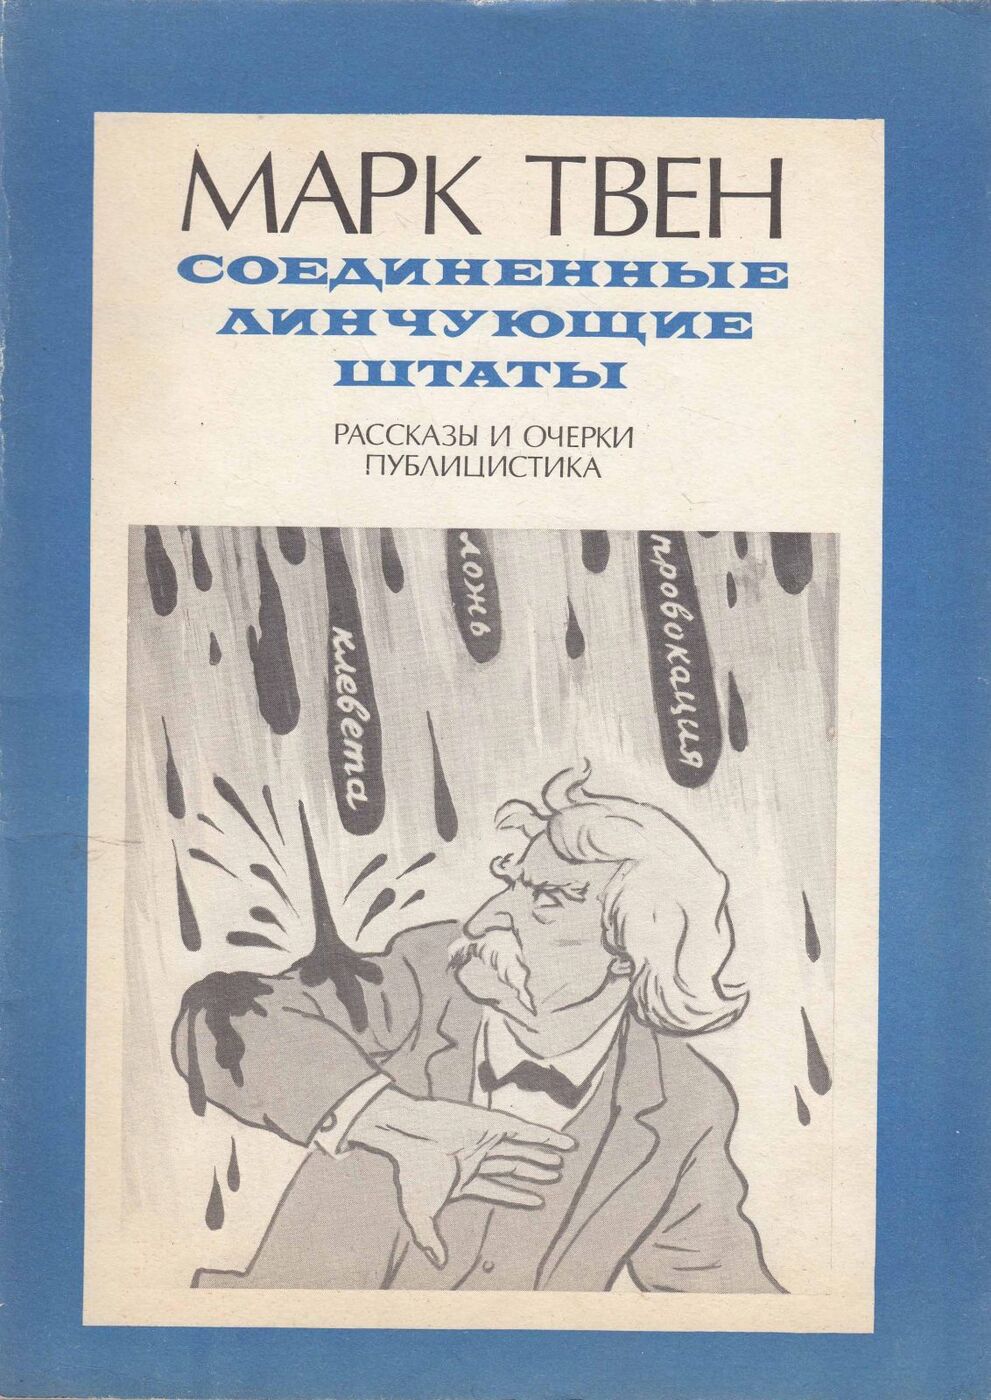 МАРК ТВЕН
СОЕДИНЕННЫЕ
ЛИНЧУЮЩИЕ
ШТАТЫ
РАССКАЗЫ И ОЧЕРКИ
ПУБЛИЦИСТИКА
клевета
ложь
провокация